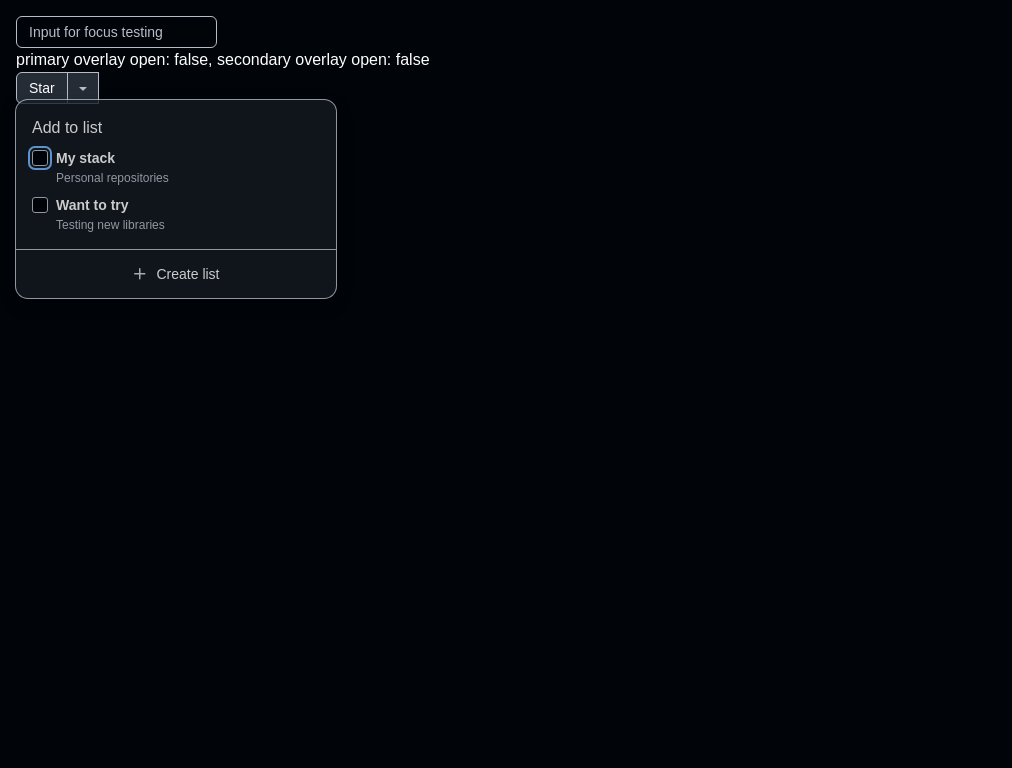 Input for focus testing
primary overlay open: false, secondary overlay open: false
Star
Add to list
My stack
Personal repositories
Want to try
Testing new libraries
Create list